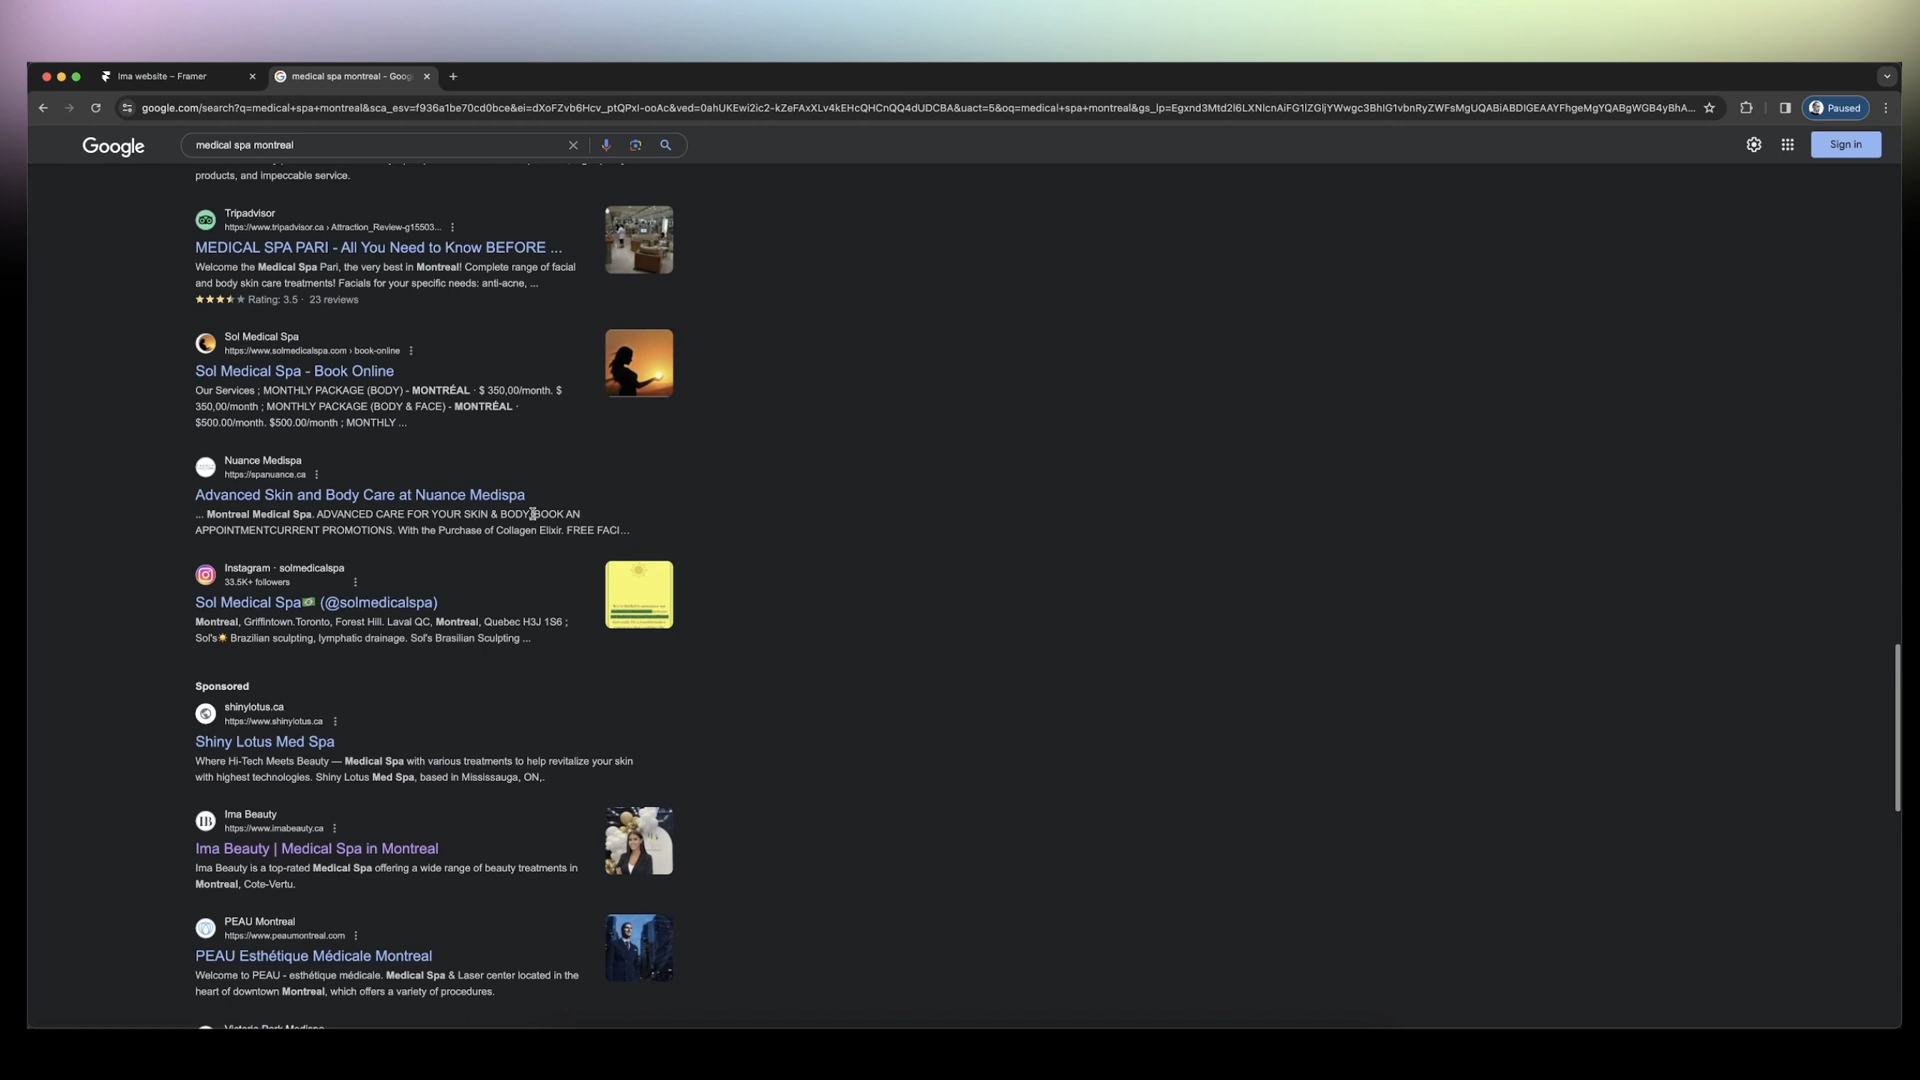 Ima website – Framer
medical spa montreal - Goog
Paused
Google
medical spa montreal
Sign in
products, and impeccable service.
Tripadvisor
https://www.tripadvisor.ca › Attraction_Review-g15503...
MEDICAL SPA PARI - All You Need to Know BEFORE ...
Welcome the Medical Spa Pari, the very best in Montreal! Complete range of facial
and body skin care treatments! Facials for your specific needs: anti-acne, ...
Rating: 3.5 · 23 reviews
Sol Medical Spa
https://www.solmedicalspa.com › book-online
Sol Medical Spa - Book Online
Our Services ; MONTHLY PACKAGE (BODY) - MONTRÉAL · $ 350,00/month. $
350,00/month ; MONTHLY PACKAGE (BODY & FACE) - MONTRÉAL ·
$500.00/month. $500.00/month ; MONTHLY ...
Nuance Medispa
https://spanuance.ca
Advanced Skin and Body Care at Nuance Medispa
... Montreal Medical Spa. ADVANCED CARE FOR YOUR SKIN & BODY BOOK AN
APPOINTMENTCURRENT PROMOTIONS. With the Purchase of Collagen Elixir. FREE FACI...
Instagram · solmedicalspa
33.5K+ followers
Sol Medical Spa (@solmedicalspa)
Montreal, Griffintown.Toronto, Forest Hill. Laval QC, Montreal, Quebec H3J 1S6 ;
Sol's☀ Brazilian sculpting, lymphatic drainage. Sol's Brasilian Sculpting ...
Sponsored
shinylotus.ca
https://www.shinylotus.ca
Shiny Lotus Med Spa
Where Hi-Tech Meets Beauty — Medical Spa with various treatments to help revitalize your skin
with highest technologies. Shiny Lotus Med Spa, based in Mississauga, ON,.
IB
Ima Beauty
https://www.imabeauty.ca
Ima Beauty | Medical Spa in Montreal
Ima Beauty is a top-rated Medical Spa offering a wide range of beauty treatments in
Montreal, Cote-Vertu.
PEAU Montreal
https://www.peaumontreal.com
PEAU Esthétique Médicale Montreal
Welcome to PEAU - esthétique médicale. Medical Spa & Laser center located in the
heart of downtown Montreal, which offers a variety of procedures.